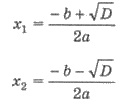 x₁ = (−b + √D) / 2a
x₂ = (−b − √D) / 2a